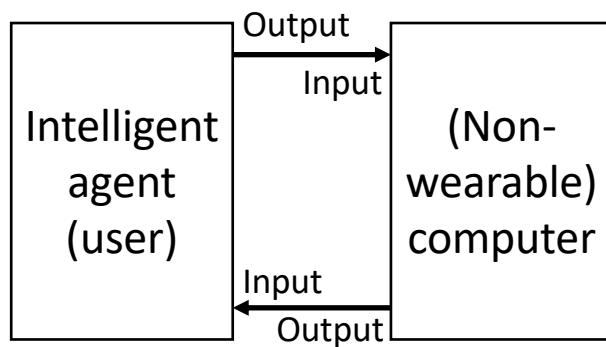 Output
Input
Intelligent
agent
(user)
(Non-
wearable)
computer
Input
Output